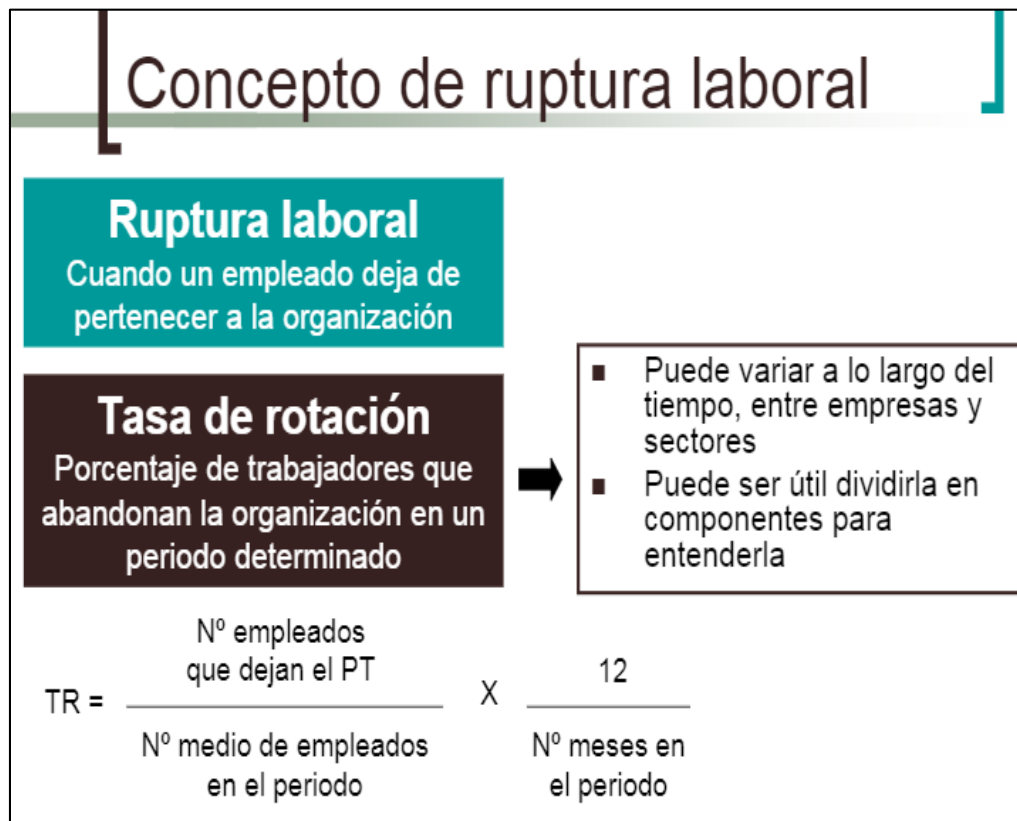 Concepto de ruptura laboral
Ruptura laboral
Cuando un empleado deja de
pertenecer a la organización
Tasa de rotación
Porcentaje de trabajadores que
abandonan la organización en un
periodo determinado
■ Puede variar a lo largo del
tiempo, entre empresas y
sectores
■ Puede ser útil dividirla en
componentes para
entenderla
TR =
Nº empleados
que dejan el PT
Nº medio de empleados
en el periodo
X
12
Nº meses en
el periodo